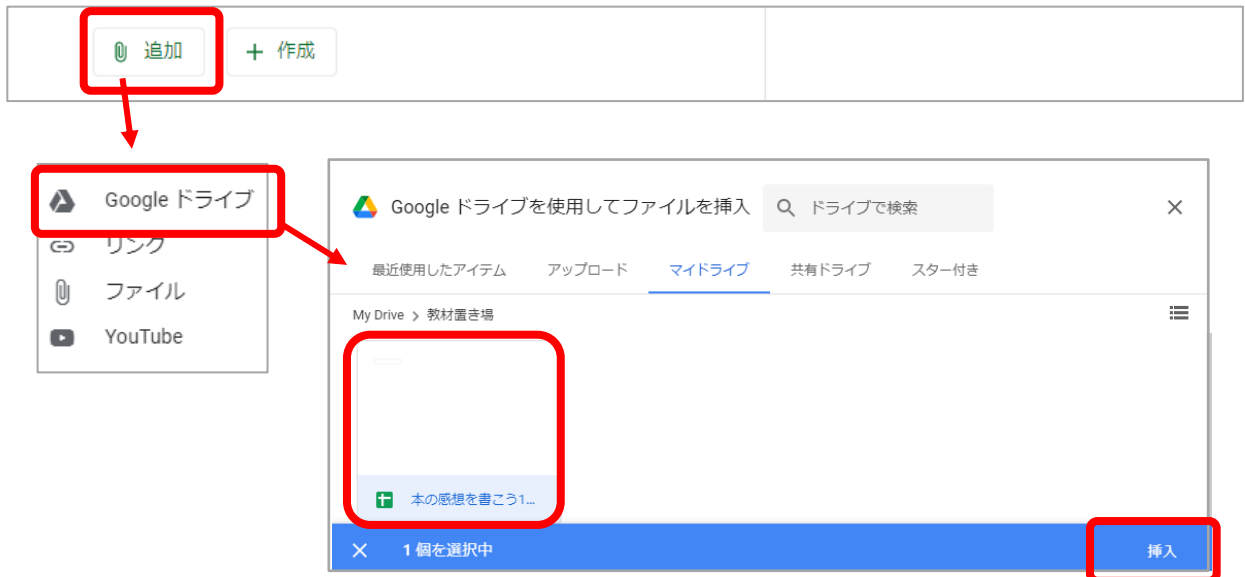 追加
+ 作成
Google ドライブ
リンク
ファイル
YouTube
Google ドライブを使用してファイルを挿入
ドライブで検索
最近使用したアイテム アップロード マイドライブ 共有ドライブ スター付き
My Drive > 教材置き場
本の感想を書こう1...
1 個を選択中
挿入